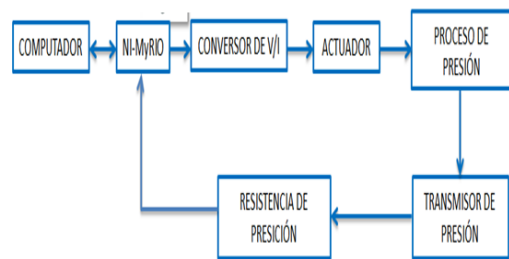 COMPUTADOR
NI-MyRIO
CONVERSOR DE V/I
ACTUADOR
PROCESO DE
PRESIÓN
RESISTENCIA DE
PRESICIÓN
TRANSMISOR DE
PRESIÓN